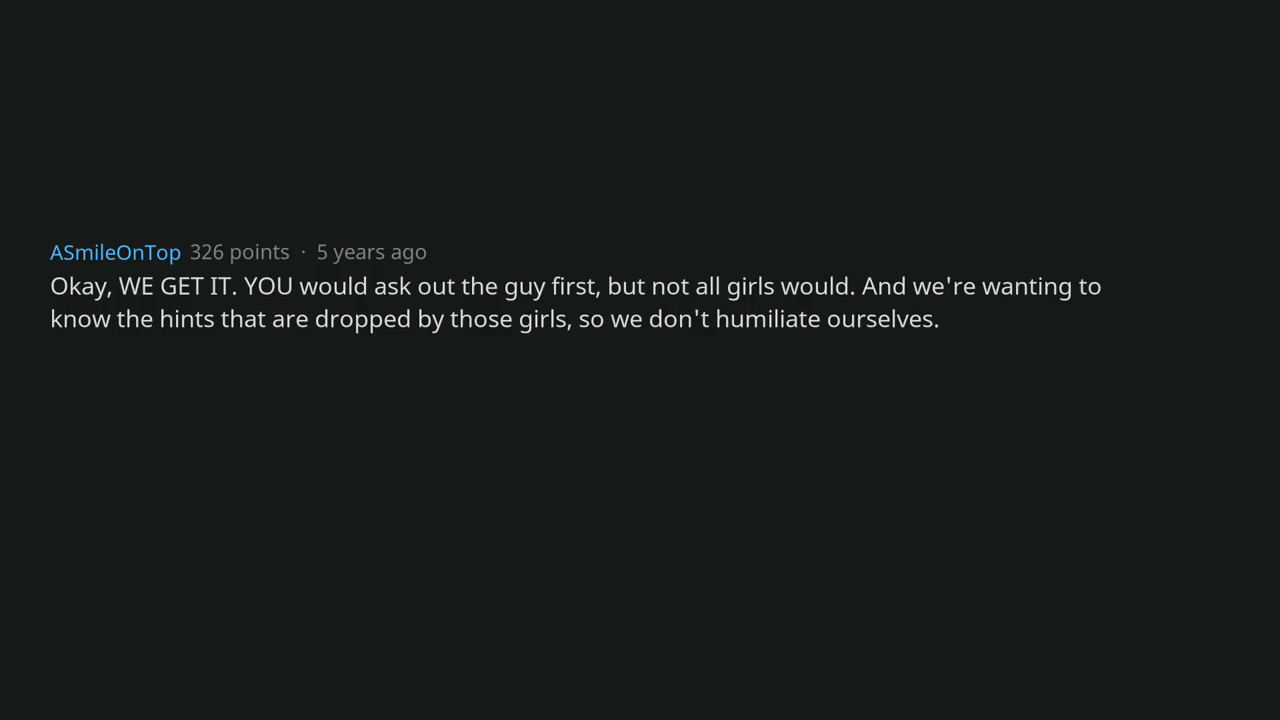 ASmileOnTop 326 points · 5 years ago
Okay, WE GET IT. YOU would ask out the guy first, but not all girls would. And we're wanting to
know the hints that are dropped by those girls, so we don't humiliate ourselves.